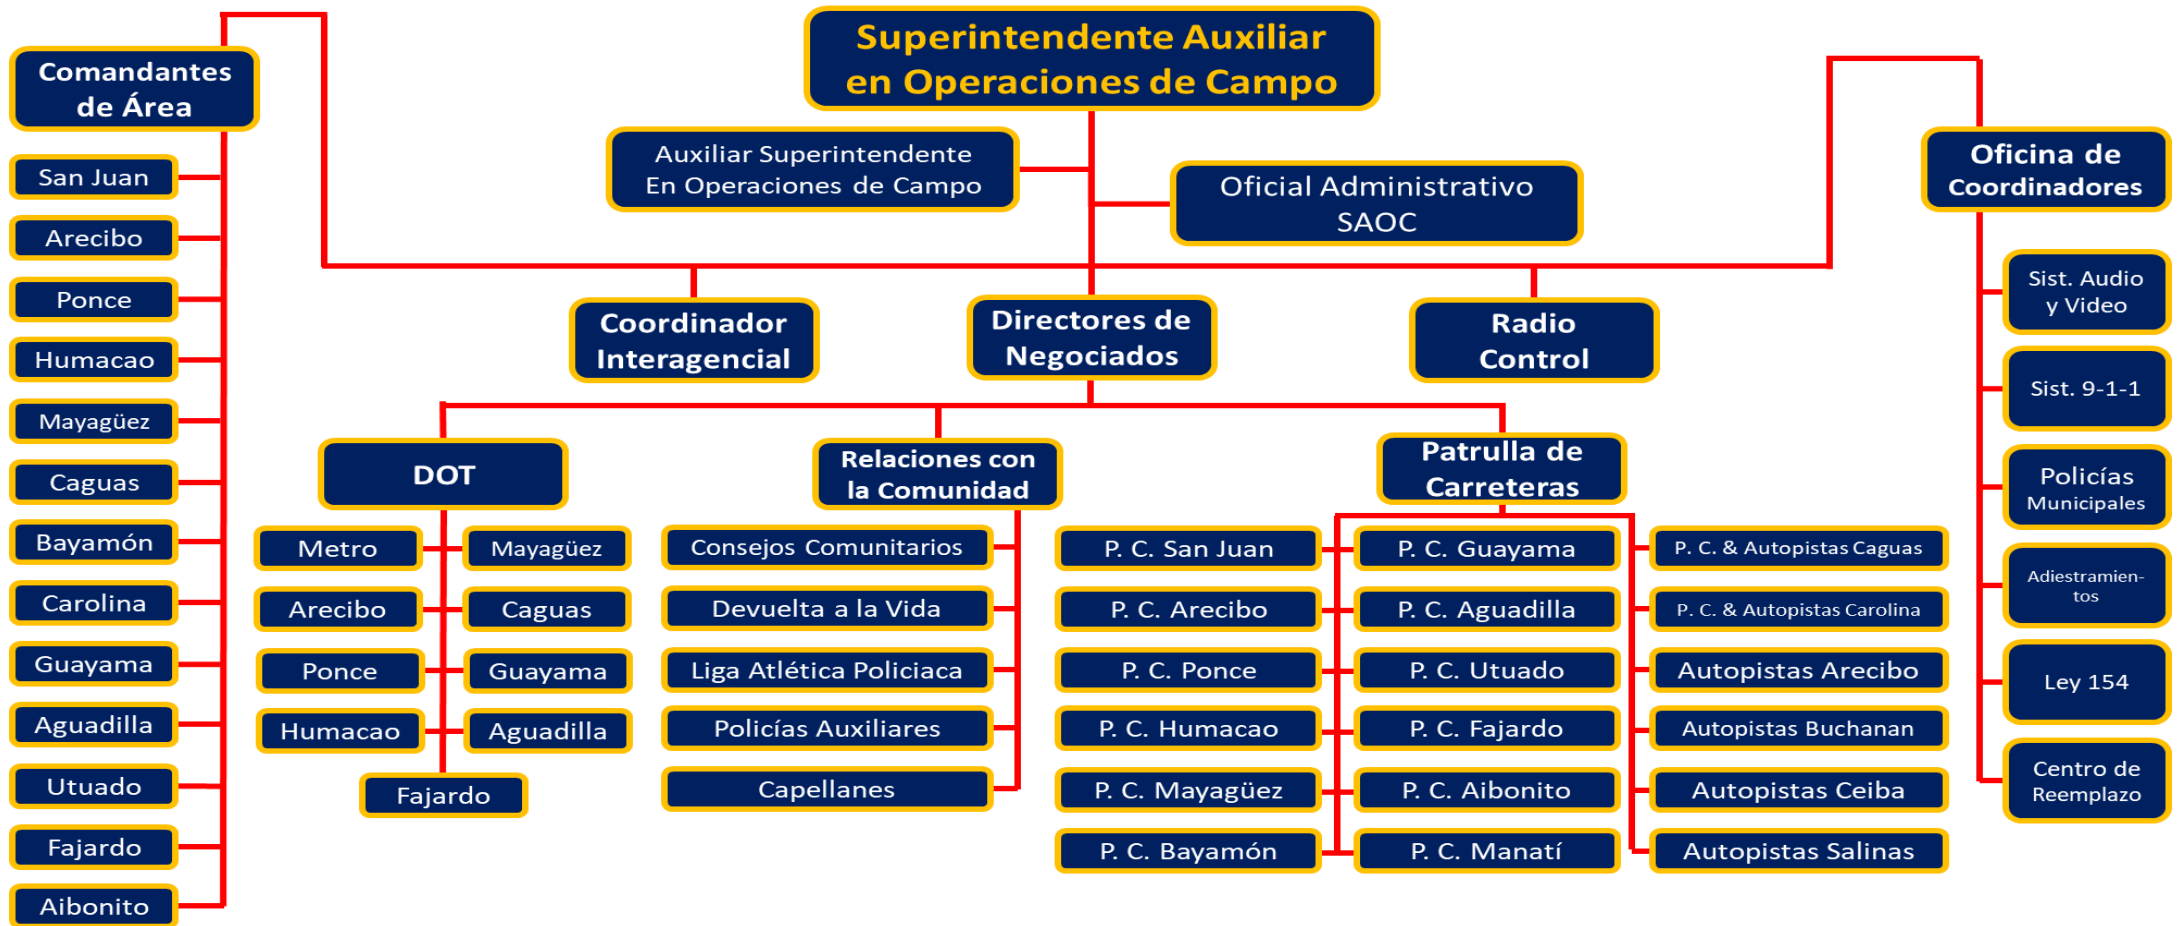 Superintendente Auxiliar
en Operaciones de Campo
Auxiliar Superintendente
En Operaciones de Campo
Oficial Administrativo
SAOC
Comandantes
de Área
San Juan
Arecibo
Ponce
Humacao
Mayagüez
Caguas
Bayamón
Carolina
Guayama
Aguadilla
Utuado
Fajardo
Aibonito
Coordinador
Interagencial
Directores de
Negociados
Radio
Control
DOT
Metro
Mayagüez
Arecibo
Caguas
Ponce
Guayama
Humacao
Aguadilla
Fajardo
Relaciones con
la Comunidad
Consejos Comunitarios
Devuelta a la Vida
Liga Atlética Policiaca
Policías Auxiliares
Capellanes
Patrulla de
Carreteras
P. C. San Juan
P. C. Arecibo
P. C. Ponce
P. C. Humacao
P. C. Mayagüez
P. C. Bayamón
P. C. Guayama
P. C. Aguadilla
P. C. Utuado
P. C. Fajardo
P. C. Aibonito
P. C. Manatí
P. C. & Autopistas Caguas
P. C. & Autopistas Carolina
Autopistas Arecibo
Autopistas Buchanan
Autopistas Ceiba
Autopistas Salinas
Oficina de
Coordinadores
Sist. Audio
y Video
Sist. 9-1-1
Policías
Municipales
Adiestramien-
tos
Ley 154
Centro de
Reemplazo